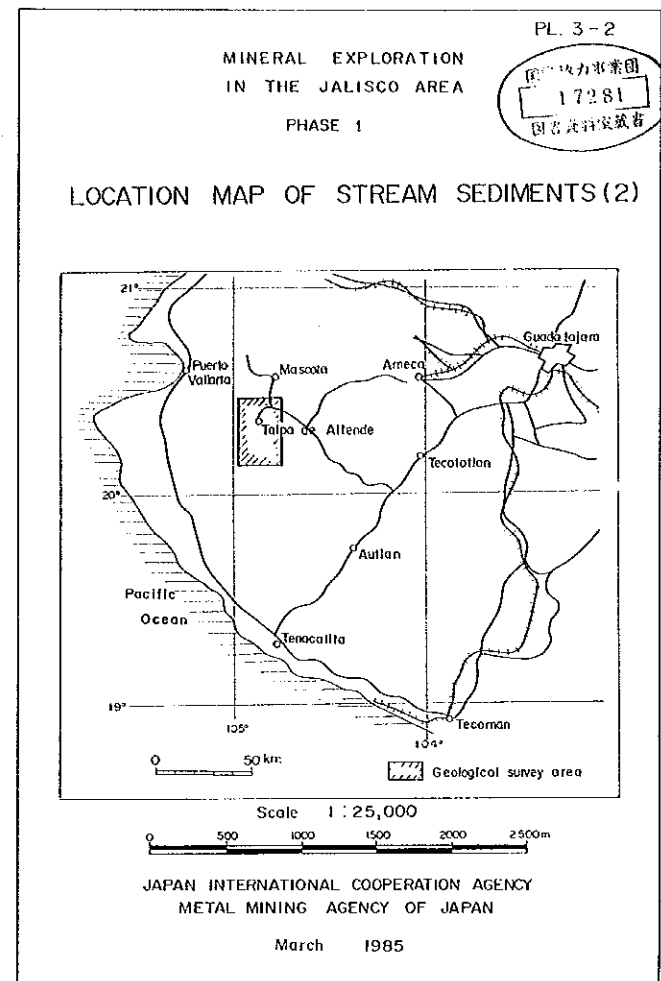 PL. 3-2
MINERAL EXPLORATION
IN THE JALISCO AREA
PHASE 1
17281
LOCATION MAP OF STREAM SEDIMENTS (2)
21°
Puerto
Vallarta
Mascota
Ameca
Guadalajara
Talpa de Allende
Tecolotlan
20°
Autlan
Pacific
Ocean
Tenacatita
19°
105°
104°
Tecoman
0 50 km
Geological survey area
Scale 1:25,000
0 500 1000 1500 2000 2500m
JAPAN INTERNATIONAL COOPERATION AGENCY
METAL MINING AGENCY OF JAPAN
March 1985